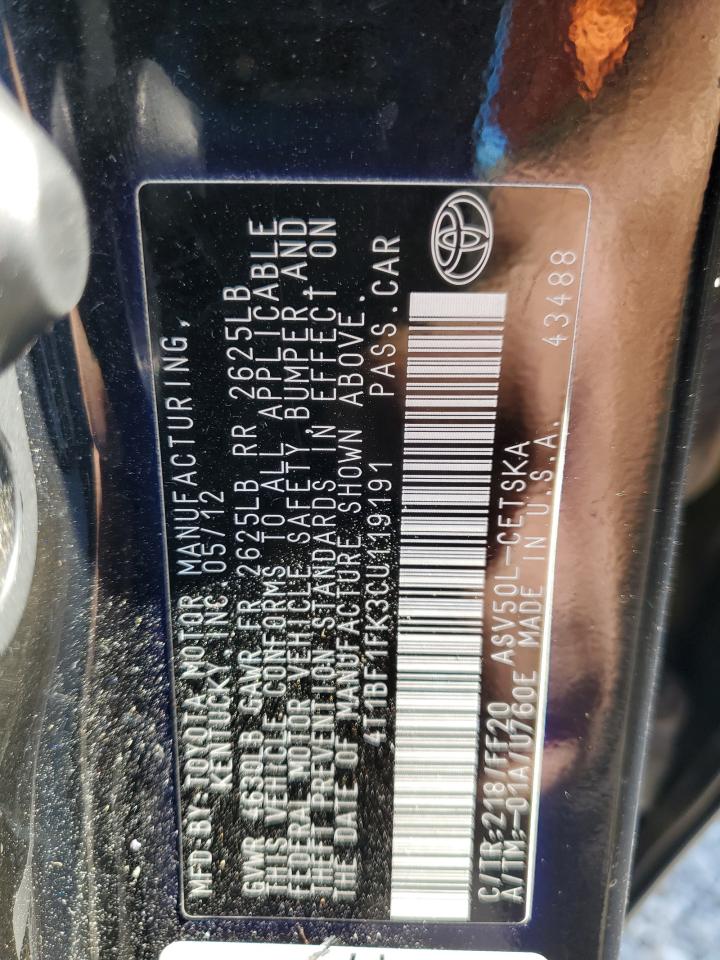 MFD.BY:TOYOTA MOTOR MANUFACTURING,
KENTUCKY INC 05/12
GVWR 4630LB GAWR FR 2625LB RR 2625LB
THIS VEHICLE CONFORMS TO ALL APPLICABLE
FEDERAL MOTOR VEHICLE SAFETY BUMPER AND
THEFT PREVENTION STANDARDS IN EFFECT ON
THE DATE OF MANUFACTURE SHOWN ABOVE.
4T1BF1FK3CU119191 PASS.CAR
C/TR:218/FF20 ASV50L-CETSKA
A/TM:-01A/U760E MADE IN U.S.A. 43488